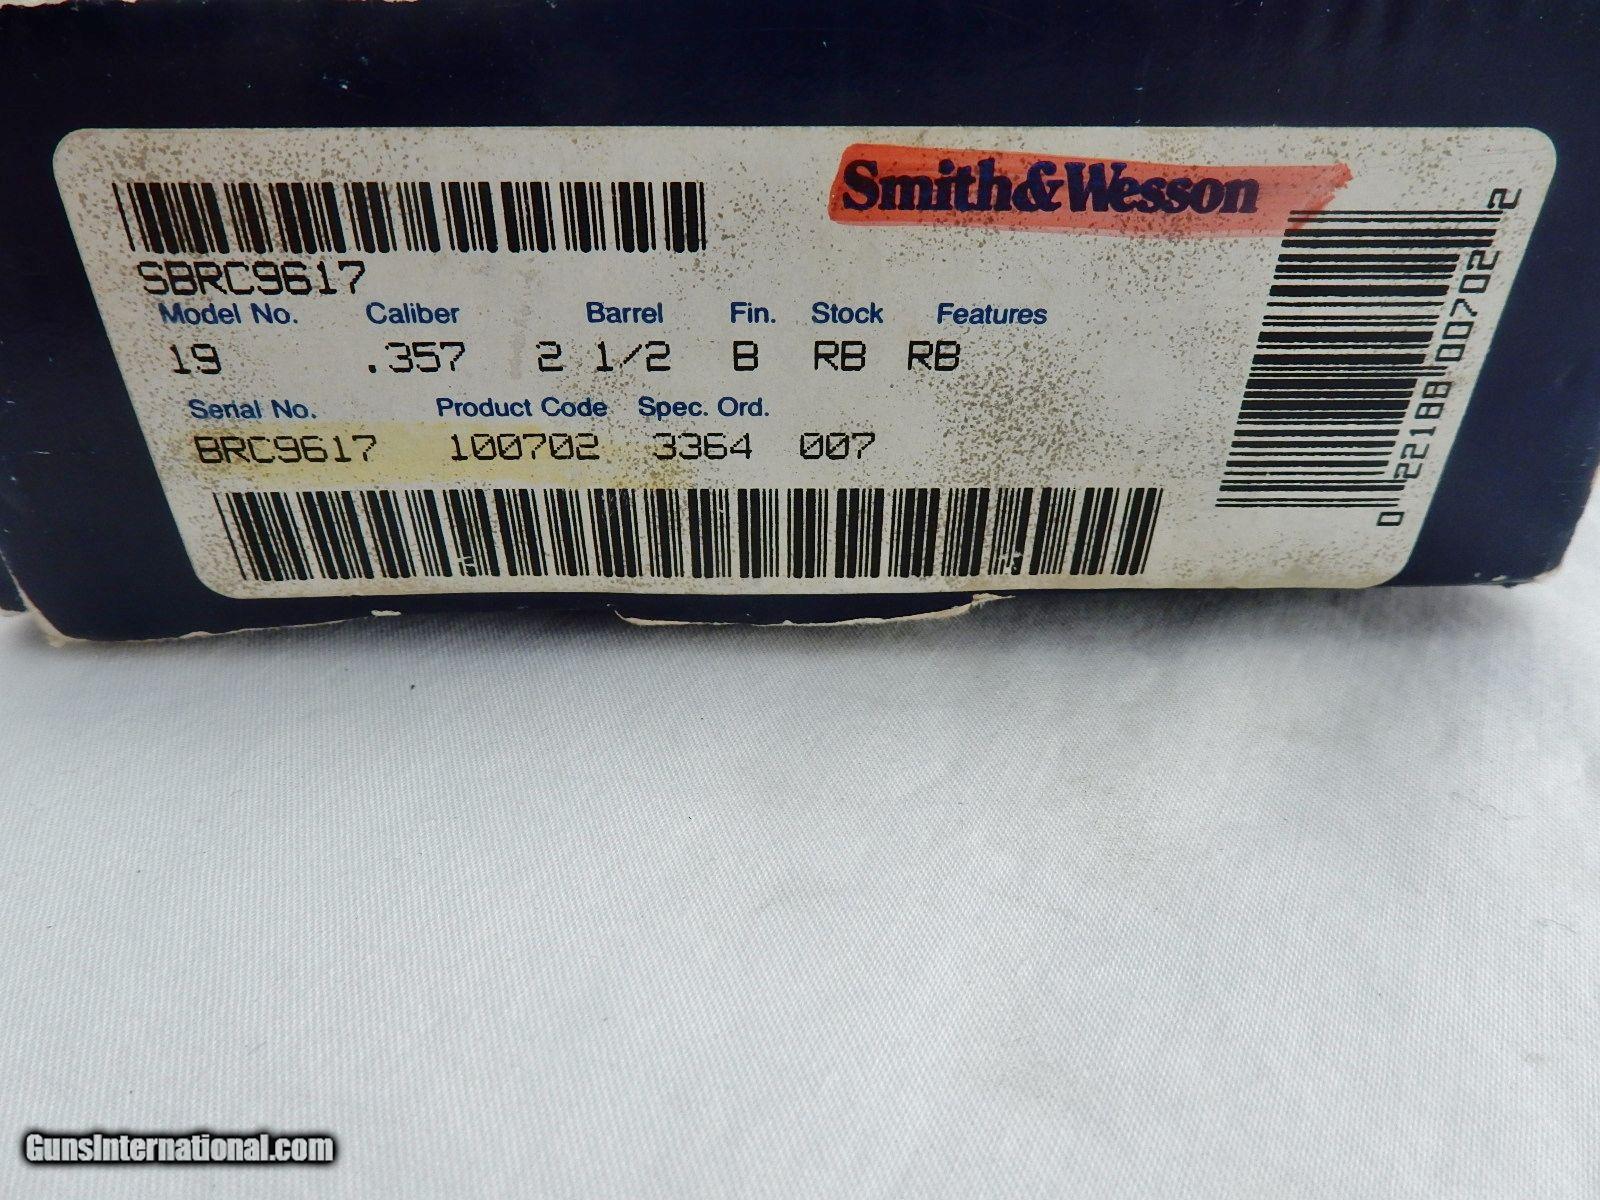 Smith&Wesson
SBRC9617
Model No. Caliber Barrel Fin. Stock Features
19 .357 2 1/2 B RB RB
Serial No. Product Code Spec. Ord.
BRC9617 100702 3364 007
0 22188 00702 2
GunsInternational.com